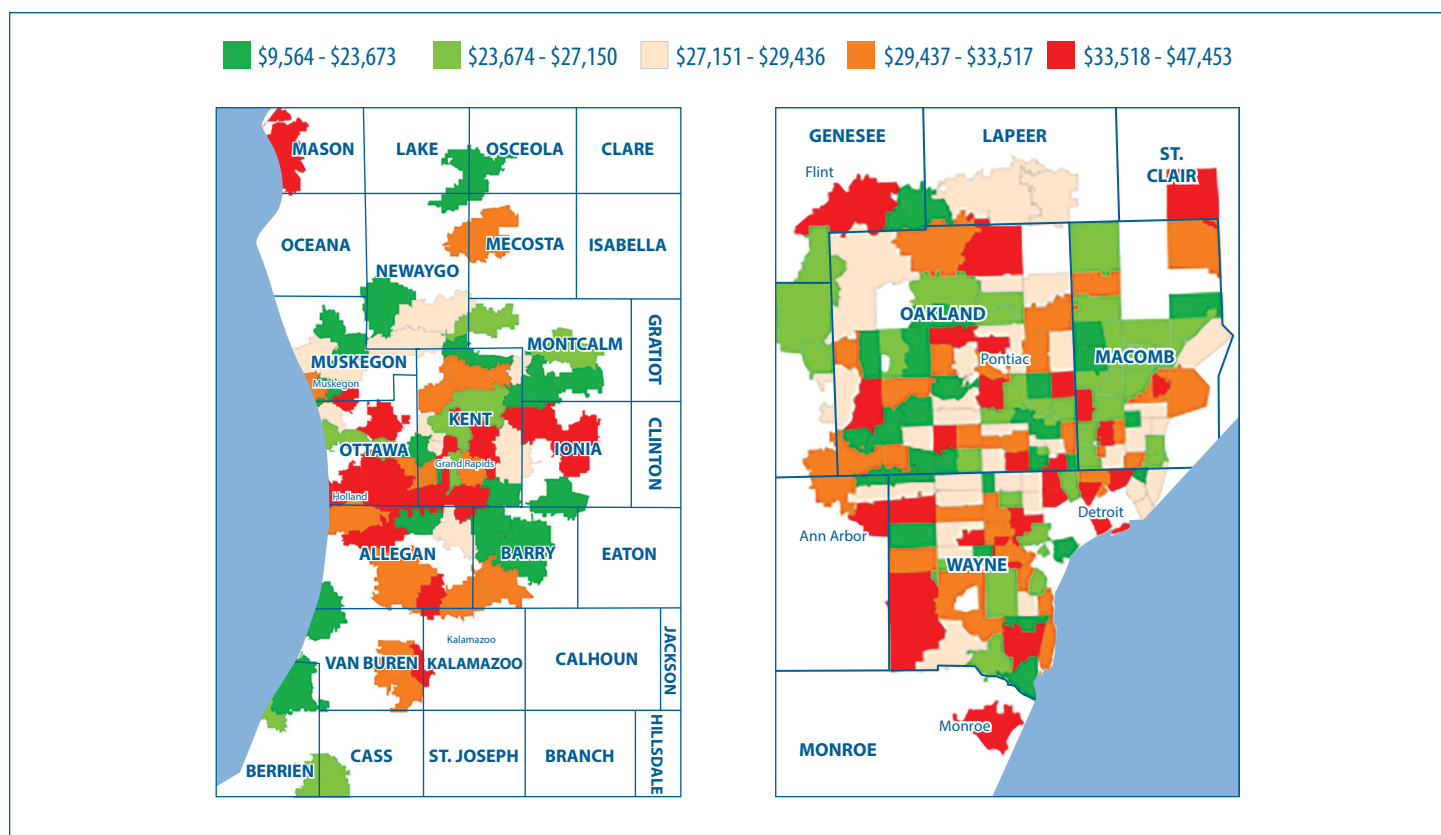 $9,564 - $23,673
$23,674 - $27,150
$27,151 - $29,436
$29,437 - $33,517
$33,518 - $47,453
MASON
LAKE
OSCEOLA
CLARE
OCEANA
MECOSTA
ISABELLA
NEWAYGO
MUSKEGON
Muskegon
MONTCALM
GRATIOT
KENT
OTTAWA
Grand Rapids
IONIA
CLINTON
Holland
ALLEGAN
BARRY
EATON
VAN BUREN
Kalamazoo
KALAMAZOO
CALHOUN
JACKSON
BERRIEN
CASS
ST. JOSEPH
BRANCH
HILLSDALE
GENESEE
LAPEER
ST.
CLAIR
Flint
OAKLAND
Pontiac
MACOMB
Ann Arbor
WAYNE
Detroit
Monroe
MONROE